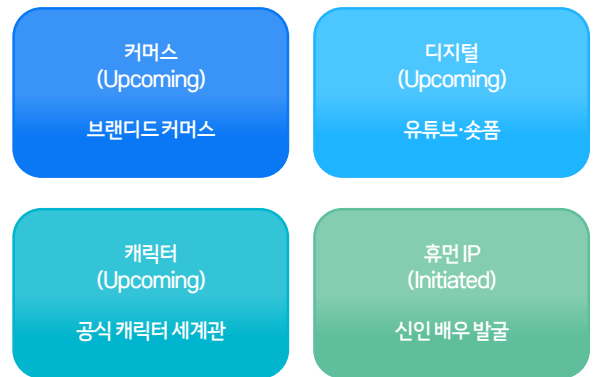 커머스
(Upcoming)
브랜디드 커머스
디지털
(Upcoming)
유튜브·숏폼
캐릭터
(Upcoming)
공식 캐릭터 세계관
휴먼 IP
(Initiated)
신인 배우 발굴